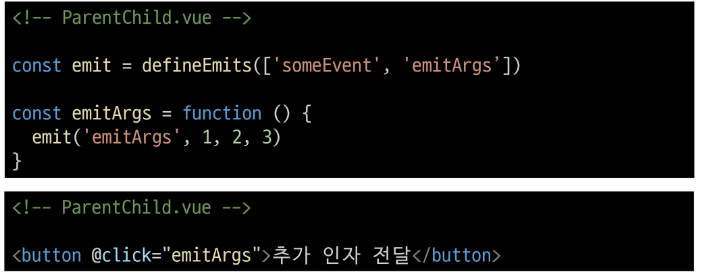 <!-- ParentChild.vue -->
const emit = defineEmits(['someEvent', 'emitArgs’])
const emitArgs = function () {
  emit('emitArgs', 1, 2, 3)
}
<!-- ParentChild.vue -->
<button @click="emitArgs">추가 인자 전달</button>